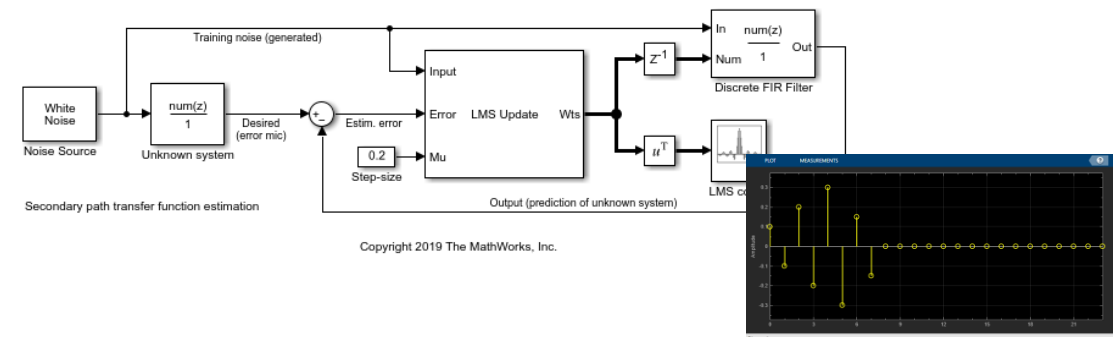 Training noise (generated)
White
Noise
Noise Source
num(z)
1
Unknown system
Desired
(error mic)
+
−
Estim. error
0.2
Step-size
Input
Error
Mu
LMS Update
Wts
Z-1
uT
In
Num
num(z)
1
Out
Discrete FIR Filter
LMS co
Output (prediction of unknown system)
Secondary path transfer function estimation
Copyright 2019 The MathWorks, Inc.
PLOT
MEASUREMENTS
?
Amplitude
0.3
0.2
0.1
0
-0.1
-0.2
-0.3
0
3
6
9
12
15
18
21